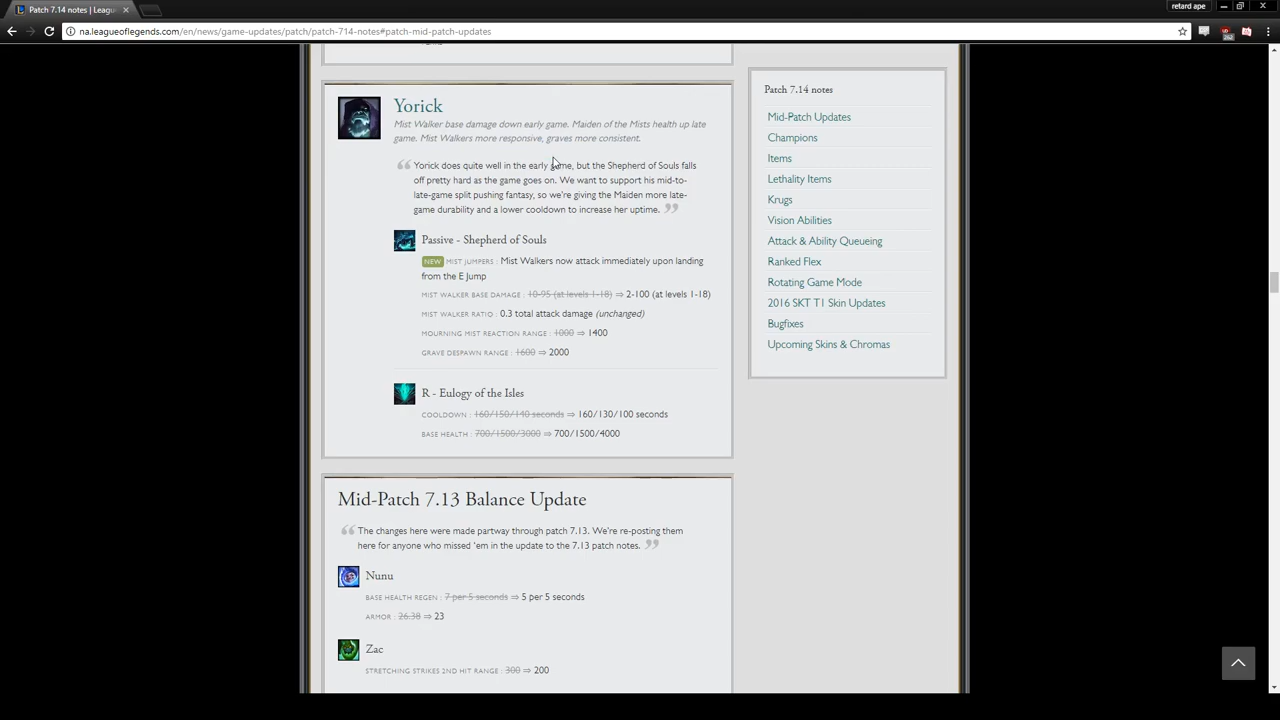 Patch 7.14 notes | Leagu
retard ape
na.leagueoflegends.com/en/news/game-updates/patch/patch-714-notes#patch-mid-patch-updates
262
Yorick
Mist Walker base damage down early game. Maiden of the Mists health up late
game. Mist Walkers more responsive, graves more consistent.
Yorick does quite well in the early game, but the Shepherd of Souls falls
off pretty hard as the game goes on. We want to support his mid-to-
late-game split pushing fantasy, so we're giving the Maiden more late-
game durability and a lower cooldown to increase her uptime.
Passive - Shepherd of Souls
NEW MIST JUMPERS : Mist Walkers now attack immediately upon landing
from the E Jump
MIST WALKER BASE DAMAGE : 10-95 (at levels 1-18) ⇒ 2-100 (at levels 1-18)
MIST WALKER RATIO : 0.3 total attack damage (unchanged)
MOURNING MIST REACTION RANGE : 1000 ⇒ 1400
GRAVE DESPAWN RANGE : 1600 ⇒ 2000
R - Eulogy of the Isles
COOLDOWN : 160/150/140 seconds ⇒ 160/130/100 seconds
BASE HEALTH : 700/1500/3000 ⇒ 700/1500/4000
Mid-Patch 7.13 Balance Update
The changes here were made partway through patch 7.13. We're re-posting them
here for anyone who missed 'em in the update to the 7.13 patch notes.
Nunu
BASE HEALTH REGEN : 7 per 5 seconds ⇒ 5 per 5 seconds
ARMOR : 26.38 ⇒ 23
Zac
STRETCHING STRIKES 2ND HIT RANGE : 300 ⇒ 200
Patch 7.14 notes
Mid-Patch Updates
Champions
Items
Lethality Items
Krugs
Vision Abilities
Attack & Ability Queueing
Ranked Flex
Rotating Game Mode
2016 SKT T1 Skin Updates
Bugfixes
Upcoming Skins & Chromas